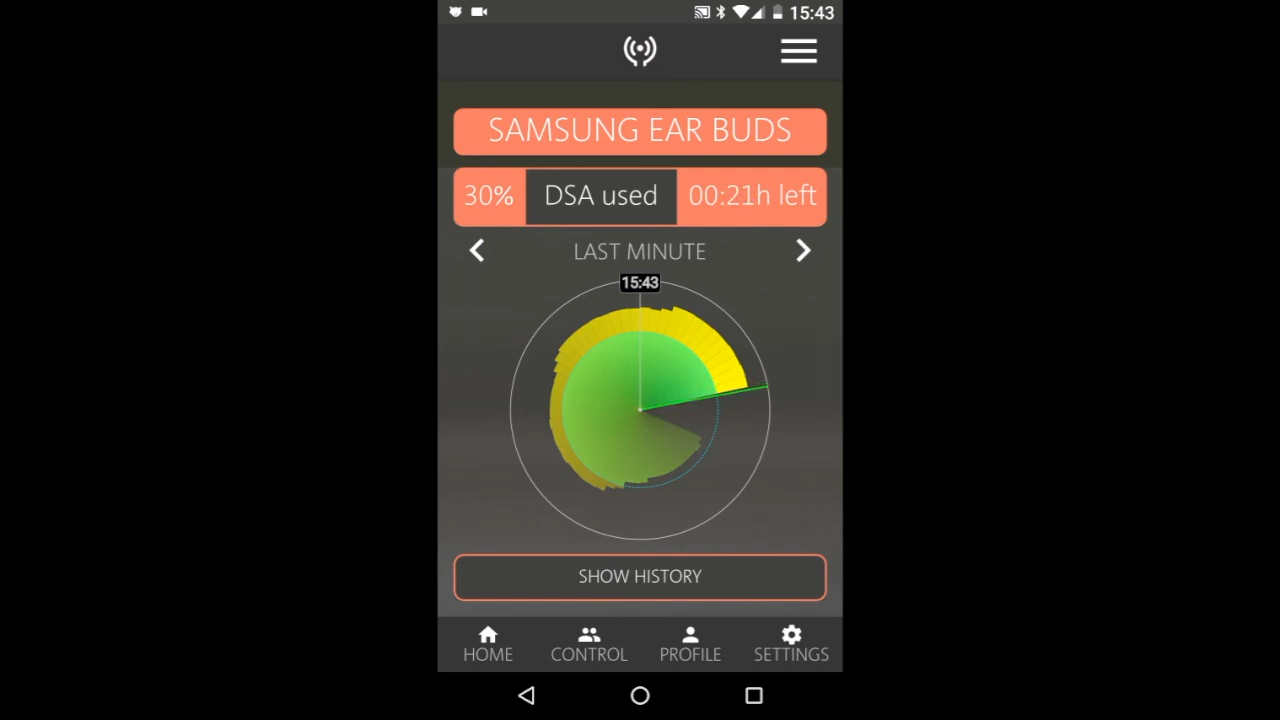 15:43
SAMSUNG EAR BUDS
30% DSA used 00:21h left
LAST MINUTE
15:43
SHOW HISTORY
HOME CONTROL PROFILE SETTINGS